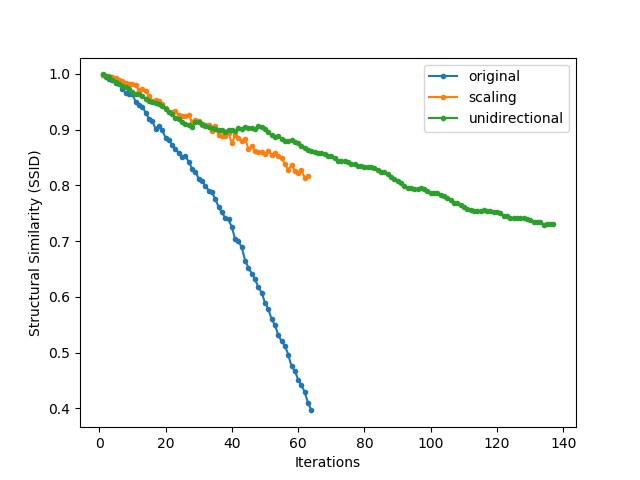 original
scaling
unidirectional
Structural Similarity (SSID)
1.0
0.9
0.8
0.7
0.6
0.5
0.4
0 20 40 60 80 100 120 140
Iterations